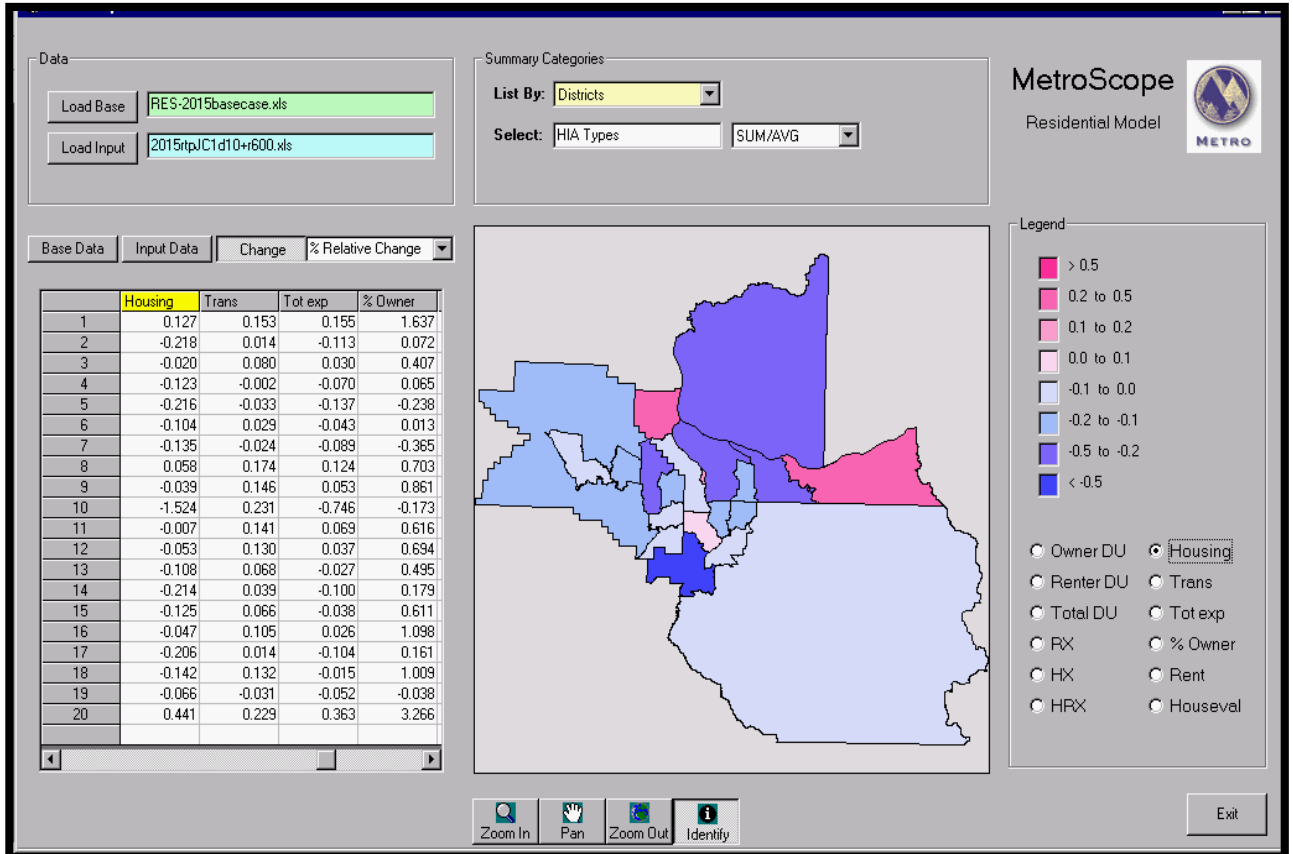 Data
Load Base RES-2015basecase.xls
Load Input 2015rtpJC1d10+r600.xls
Summary Categories
List By: Districts
Select: HIA Types SUM/AVG
MetroScope
Residential Model
METRO
Base Data Input Data Change % Relative Change
Housing Trans Tot exp % Owner
1 0.127 0.153 0.155 1.637
2 -0.218 0.014 -0.113 0.072
3 -0.020 0.080 0.030 0.407
4 -0.123 -0.002 -0.070 0.065
5 -0.216 -0.033 -0.137 -0.238
6 -0.104 0.029 -0.043 0.013
7 -0.135 -0.024 -0.089 -0.365
8 0.058 0.174 0.124 0.703
9 -0.039 0.146 0.053 0.861
10 -1.524 0.231 -0.746 -0.173
11 -0.007 0.141 0.069 0.616
12 -0.053 0.130 0.037 0.694
13 -0.108 0.068 -0.027 0.495
14 -0.214 0.039 -0.100 0.179
15 -0.125 0.066 -0.038 0.611
16 -0.047 0.105 0.026 1.098
17 -0.206 0.014 -0.104 0.161
18 -0.142 0.132 -0.015 1.009
19 -0.066 -0.031 -0.052 -0.038
20 0.441 0.229 0.363 3.266
Legend
> 0.5
0.2 to 0.5
0.1 to 0.2
0.0 to 0.1
-0.1 to 0.0
-0.2 to -0.1
-0.5 to -0.2
< -0.5
Owner DU Housing
Renter DU Trans
Total DU Tot exp
RX % Owner
HX Rent
HRX Houseval
Zoom In Pan Zoom Out Identify
Exit